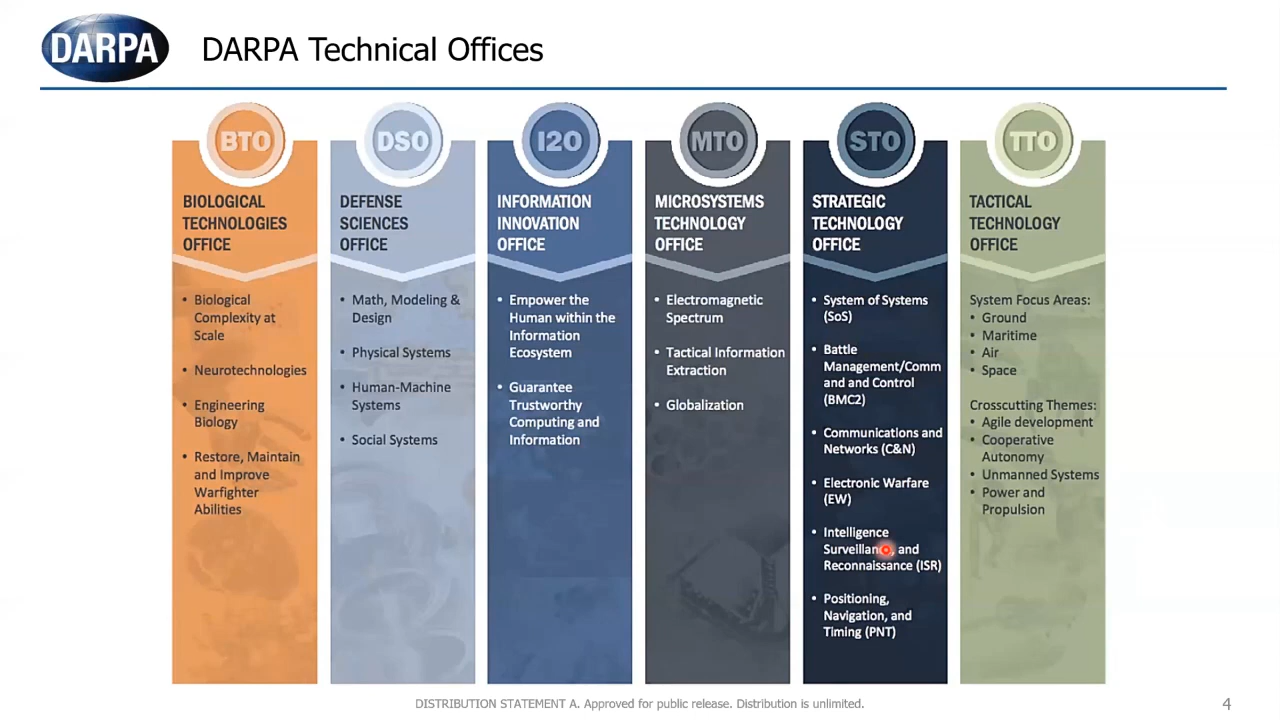 DARPA
DARPA Technical Offices
BTO
BIOLOGICAL
TECHNOLOGIES
OFFICE
• Biological
Complexity at
Scale
• Neurotechnologies
• Engineering
Biology
• Restore, Maintain
and Improve
Warfighter
Abilities
DSO
DEFENSE
SCIENCES
OFFICE
• Math, Modeling &
Design
• Physical Systems
• Human-Machine
Systems
• Social Systems
I2O
INFORMATION
INNOVATION
OFFICE
• Empower the
Human within the
Information
Ecosystem
• Guarantee
Trustworthy
Computing and
Information
MTO
MICROSYSTEMS
TECHNOLOGY
OFFICE
• Electromagnetic
Spectrum
• Tactical Information
Extraction
• Globalization
STO
STRATEGIC
TECHNOLOGY
OFFICE
• System of Systems
(SoS)
• Battle
Management/Comm
and and Control
(BMC2)
• Communications and
Networks (C&N)
• Electronic Warfare
(EW)
• Intelligence
Surveillance, and
Reconnaissance (ISR)
• Positioning,
Navigation, and
Timing (PNT)
TTO
TACTICAL
TECHNOLOGY
OFFICE
System Focus Areas:
• Ground
• Maritime
• Air
• Space
Crosscutting Themes:
• Agile development
• Cooperative
Autonomy
• Unmanned Systems
• Power and
Propulsion
DISTRIBUTION STATEMENT A. Approved for public release. Distribution is unlimited.
4